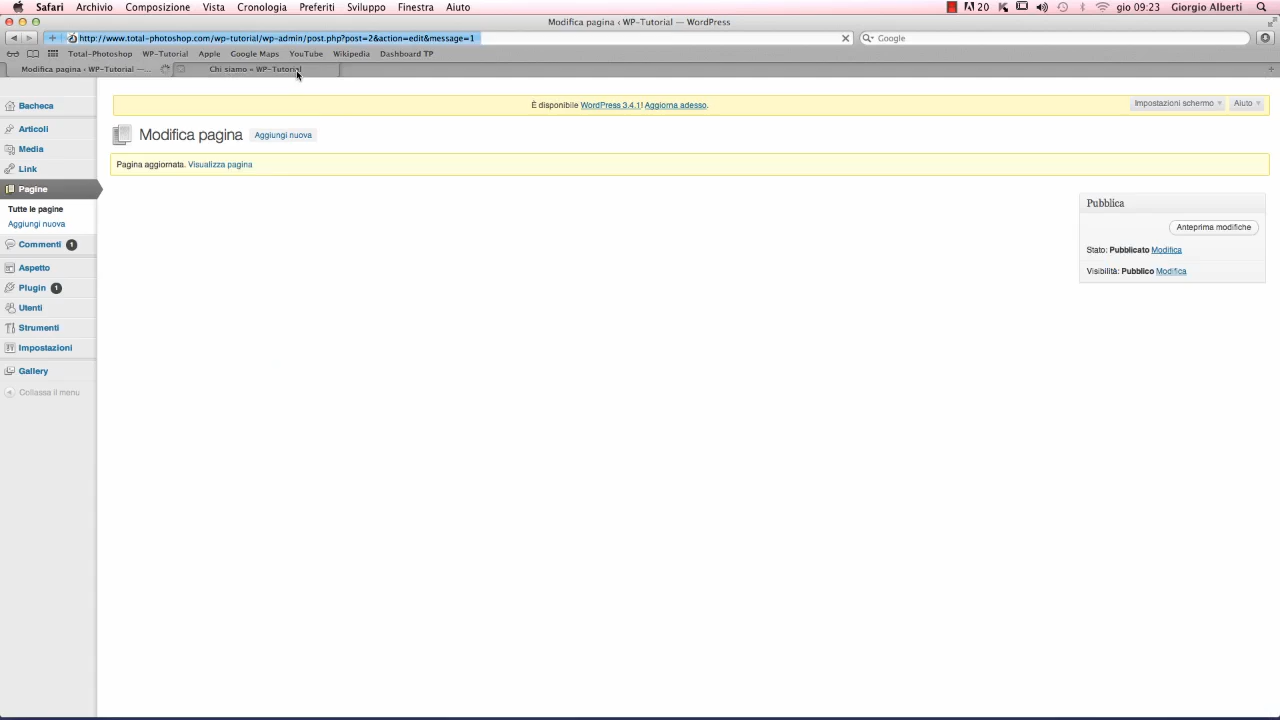 Safari Archivio Composizione Vista Cronologia Preferiti Sviluppo Finestra Aiuto 20 gio 09:23 Giorgio Alberti
Modifica pagina ‹ WP-Tutorial — WordPress
http://www.total-photoshop.com/wp-tutorial/wp-admin/post.php?post=2&action=edit&message=1 Google
Total-Photoshop WP-Tutorial Apple Google Maps YouTube Wikipedia Dashboard TP
Modifica pagina ‹ WP-Tutorial —... Chi siamo « WP-Tutorial
È disponibile WordPress 3.4.1! Aggiorna adesso. Impostazioni schermo Aiuto
Bacheca
Articoli
Media
Link
Pagine
Tutte le pagine
Aggiungi nuova
Commenti 1
Aspetto
Plugin 1
Utenti
Strumenti
Impostazioni
Gallery
Collassa il menu
Modifica pagina Aggiungi nuova
Pagina aggiornata. Visualizza pagina
Pubblica
Anteprima modifiche
Stato: Pubblicato Modifica
Visibilità: Pubblico Modifica